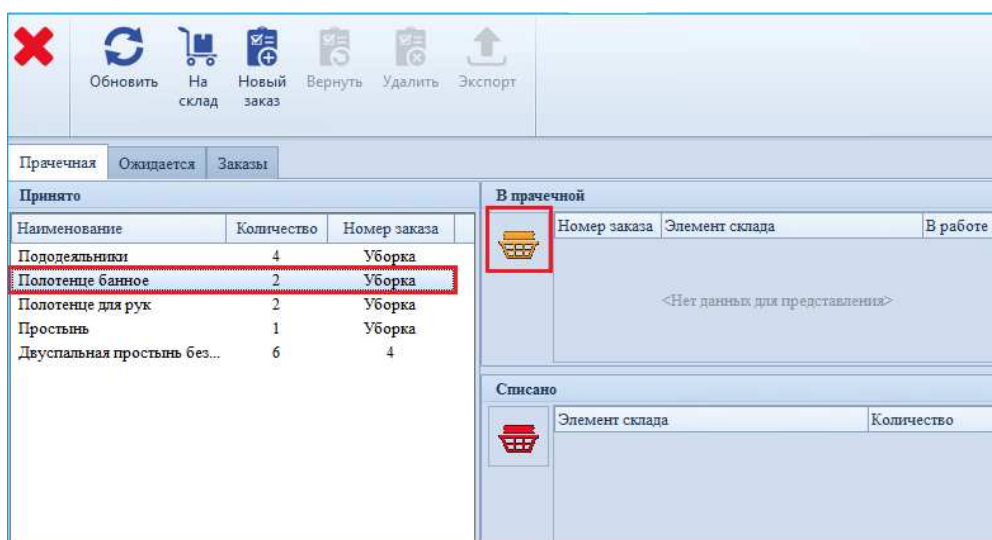 Обновить
На склад
Новый заказ
Вернуть
Удалить
Экспорт
Прачечная Ожидается Заказы
Принято
Наименование Количество Номер заказа
Пододеяльники 4 Уборка
Полотенце банное 2 Уборка
Полотенце для рук 2 Уборка
Простынь 1 Уборка
Двуспальная простынь без... 6 4
В прачечной
Номер заказа Элемент склада В работе
<Нет данных для представления>
Списано
Элемент склада Количество